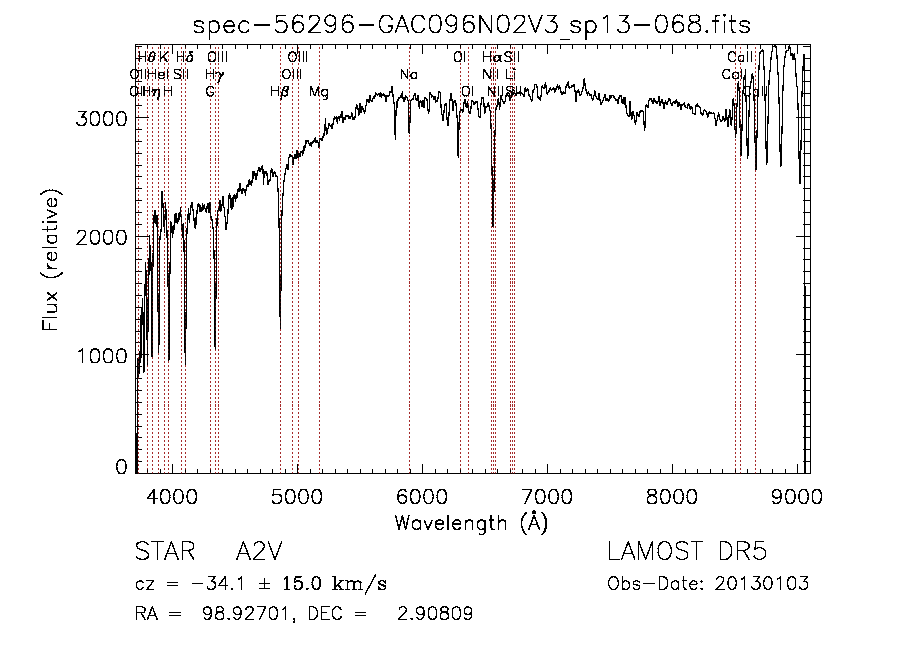 spec-56296-GAC096N02V3_sp13-068.fits
Hθ K Hδ OIII OIII OI Hα SII CaII
OII HeI SII Hγ OIII Na NII Li CaII
OII Hη H G Hβ Mg OI NII SII CaII
3000
2000
1000
0
Flux (relative)
4000 5000 6000 7000 8000 9000
Wavelength (Å)
STAR A2V LAMOST DR5
cz = -34.1 ± 15.0 km/s Obs-Date: 20130103
RA = 98.92701, DEC = 2.90809